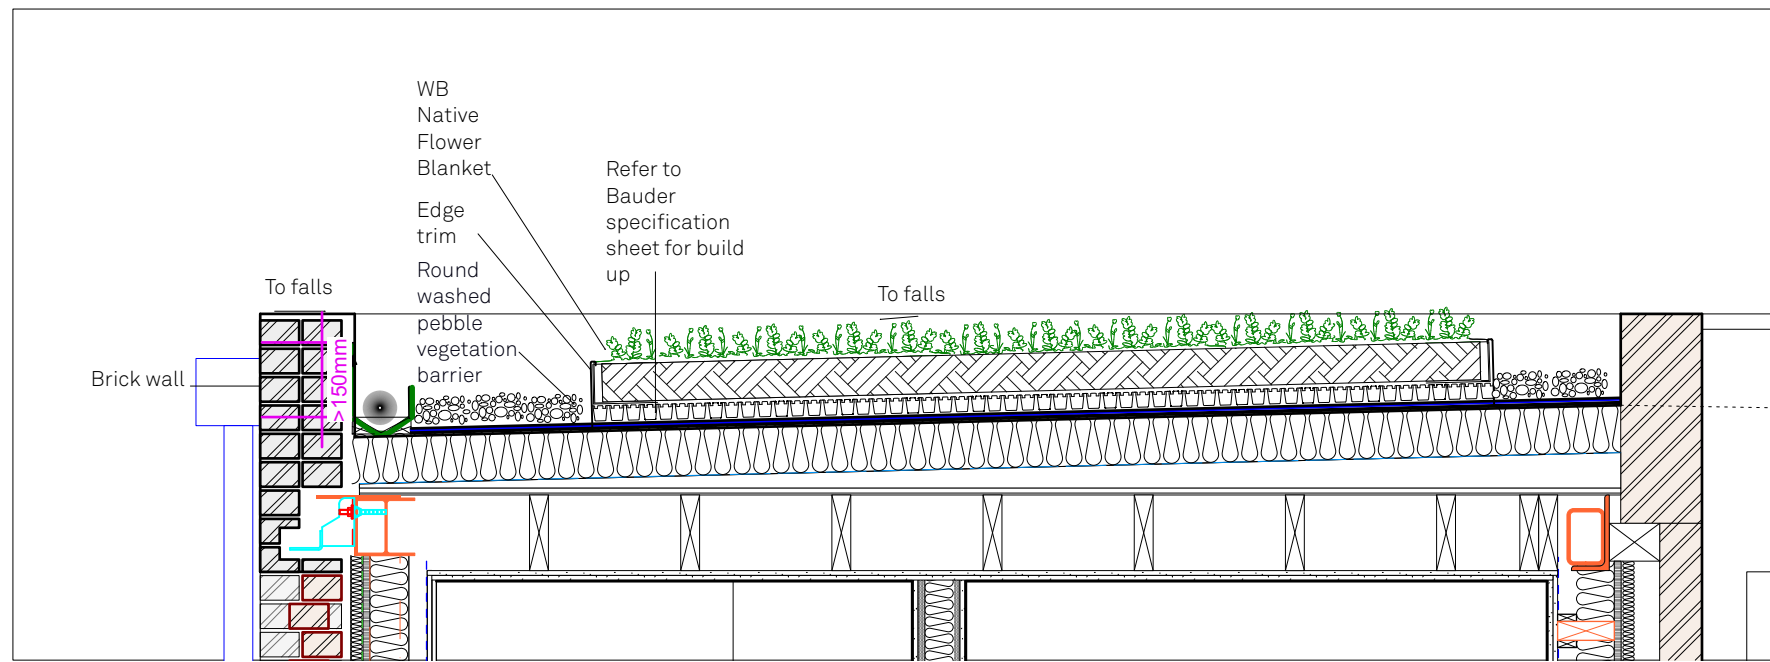 WB
Native
Flower
Blanket
Refer to
Bauder
specification
sheet for build
up
Edge
trim
Round
washed
pebble
vegetation
barrier
To falls
To falls
Brick wall
>150mm